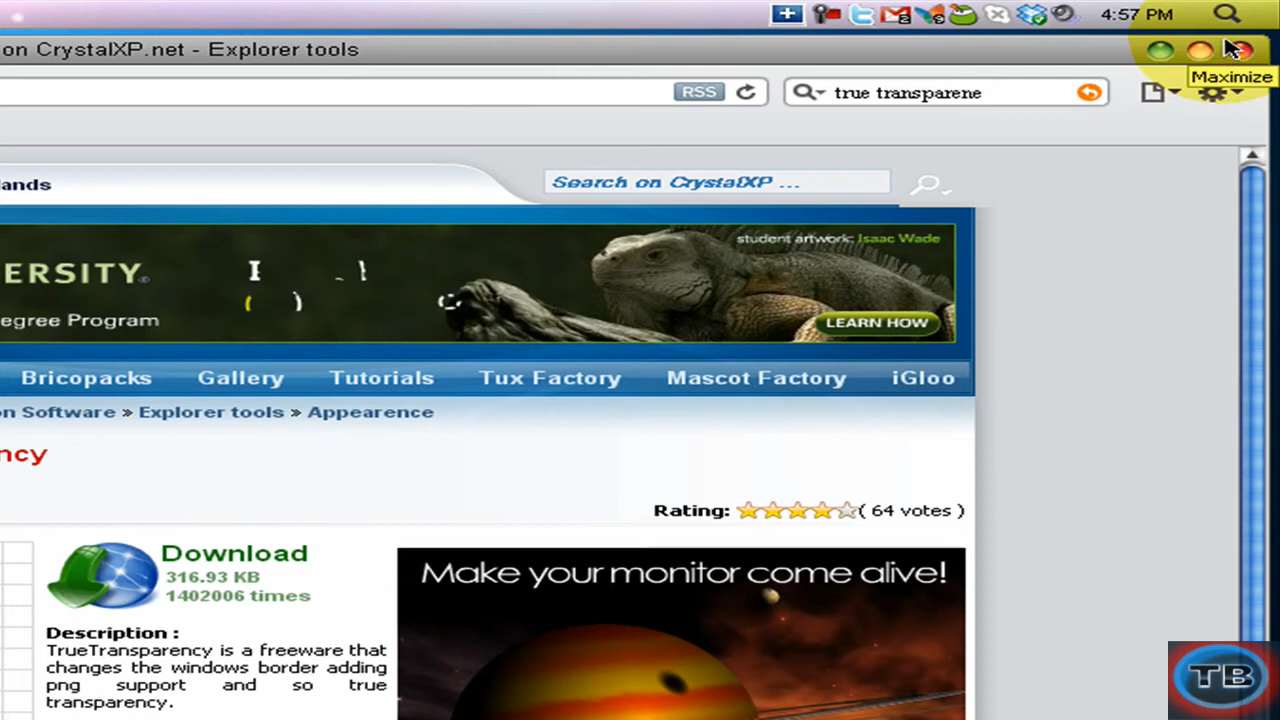 4:57 PM
on CrystalXP.net - Explorer tools
Maximize
RSS
true transparene
lands
Search on CrystalXP ...
student artwork: Isaac Wade
ERSITY
egree Program
LEARN HOW
Bricopacks Gallery Tutorials Tux Factory Mascot Factory iGloo
on Software » Explorer tools » Appearence
ncy
Rating: ( 64 votes )
Download
316.93 KB
1402006 times
Make your monitor come alive!
Description :
TrueTransparency is a freeware that
changes the windows border adding
png support and so true
transparency.
TB